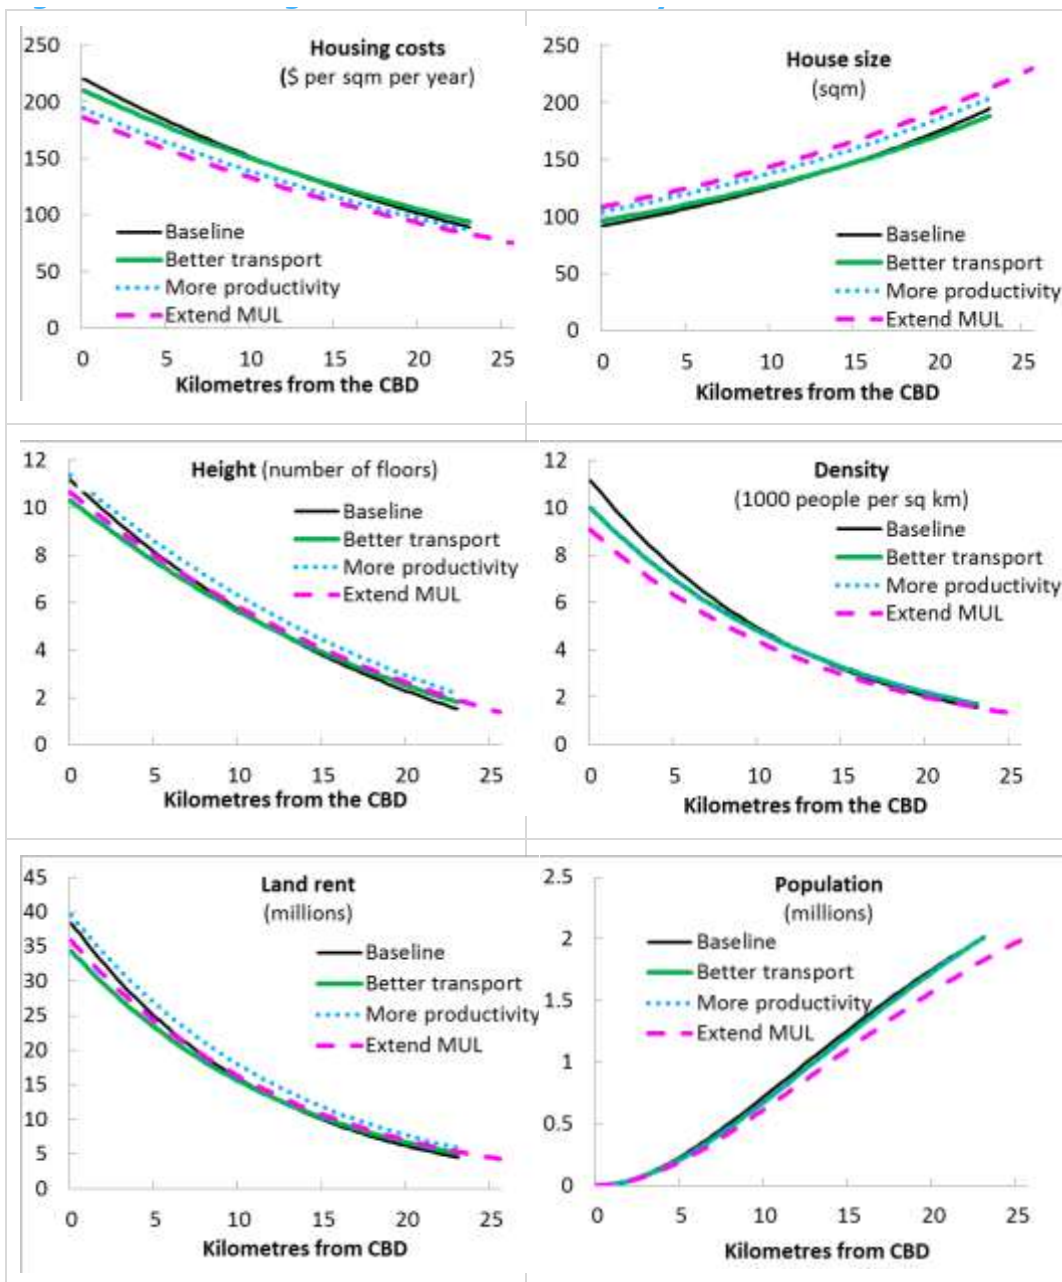 Housing costs
($ per sqm per year)
250
200
150
100
50
0
Baseline
Better transport
More productivity
Extend MUL
0 5 10 15 20 25
Kilometres from the CBD
House size
(sqm)
250
200
150
100
50
0
Baseline
Better transport
More productivity
Extend MUL
0 5 10 15 20 25
Kilometres from the CBD
Height (number of floors)
12
10
8
6
4
2
0
Baseline
Better transport
More productivity
Extend MUL
0 5 10 15 20 25
Kilometres from the CBD
Density
(1000 people per sq km)
12
10
8
6
4
2
0
Baseline
Better transport
More productivity
Extend MUL
0 5 10 15 20 25
Kilometres from the CBD
Land rent
(millions)
45
40
35
30
25
20
15
10
5
0
Baseline
Better transport
More productivity
Extend MUL
0 5 10 15 20 25
Kilometres from CBD
Population
(millions)
2.5
2
1.5
1
0.5
0
Baseline
Better transport
More productivity
Extend MUL
0 5 10 15 20 25
Kilometres from CBD